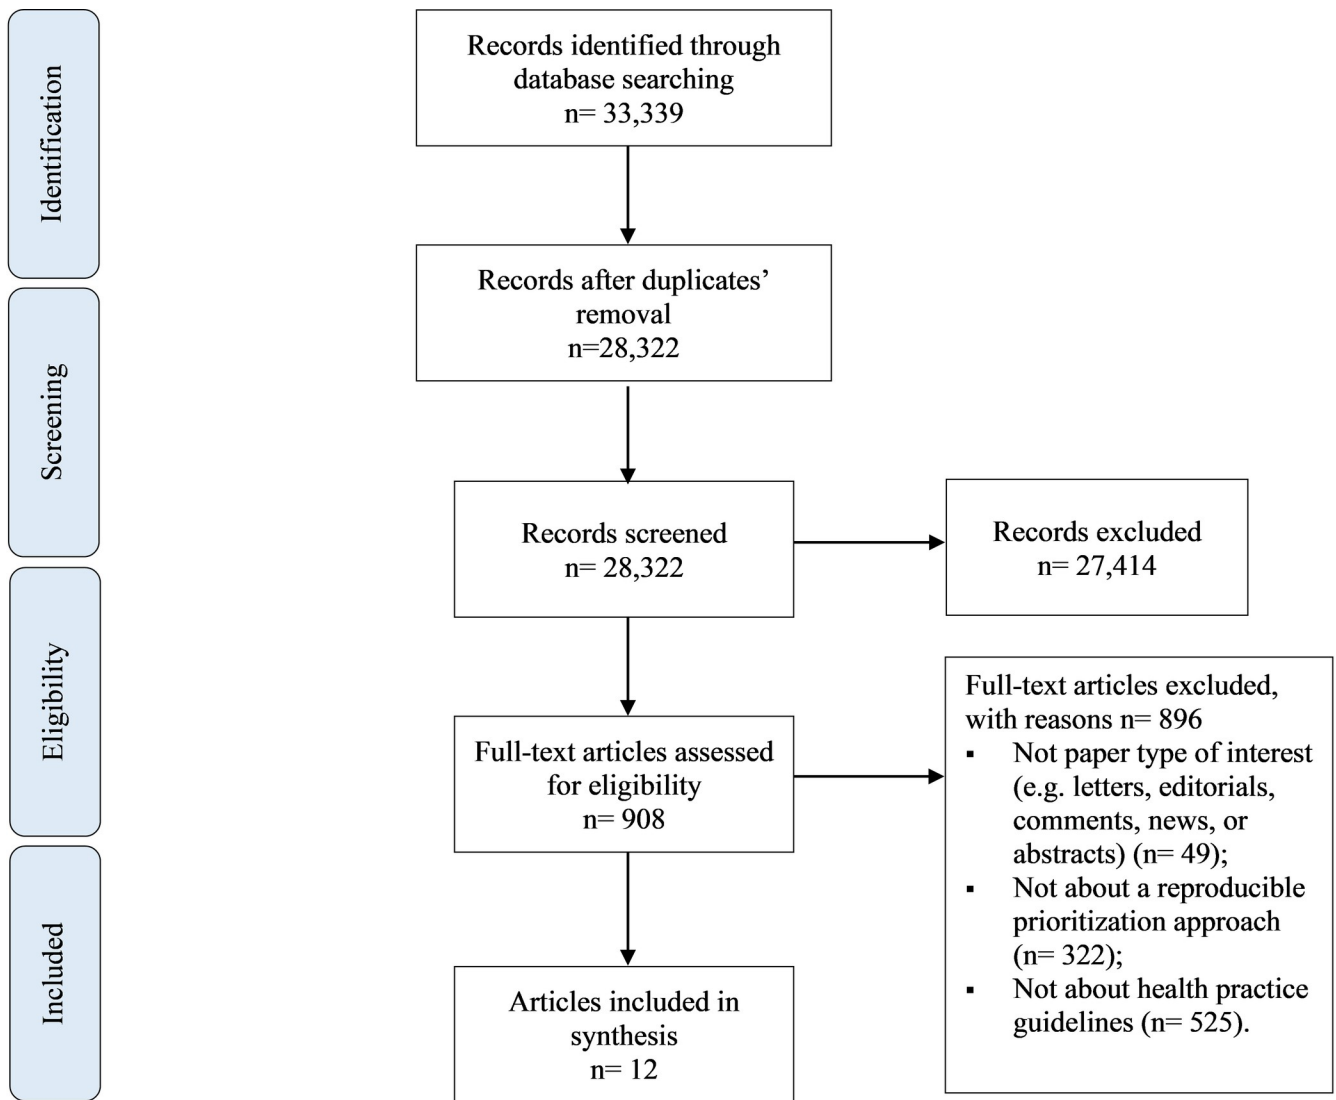 Identification
Records identified through
database searching
n= 33,339
Records after duplicates’
removal
n=28,322
Screening
Records screened
n= 28,322
Records excluded
n= 27,414
Eligibility
Full-text articles assessed
for eligibility
n= 908
Full-text articles excluded,
with reasons n= 896
▪ Not paper type of interest
(e.g. letters, editorials,
comments, news, or
abstracts) (n= 49);
▪ Not about a reproducible
prioritization approach
(n= 322);
▪ Not about health practice
guidelines (n= 525).
Included
Articles included in
synthesis
n= 12